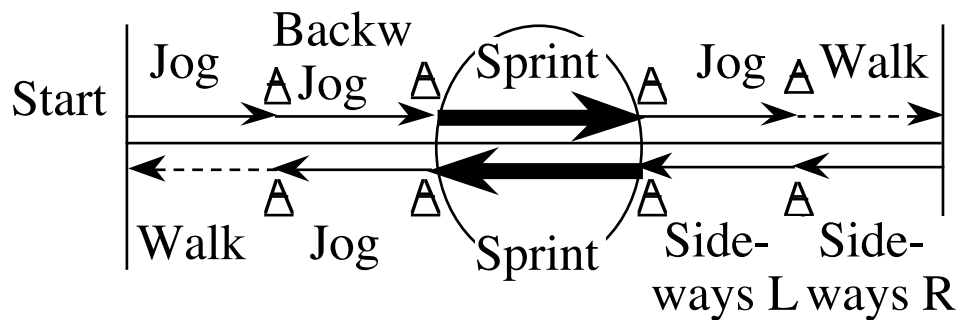 Backw
Jog Jog Sprint Jog Walk
Start
Walk Jog Sprint Side- Side-
ways L ways R